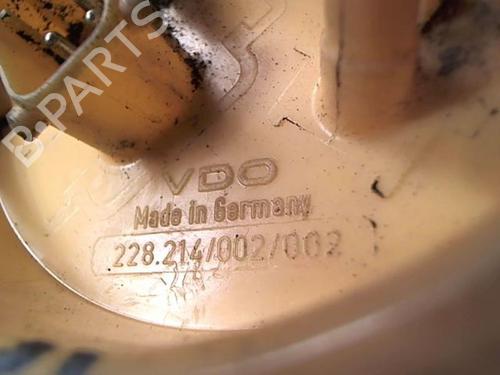 B-PARTS
VDO
Made in Germany
228.214/002/002